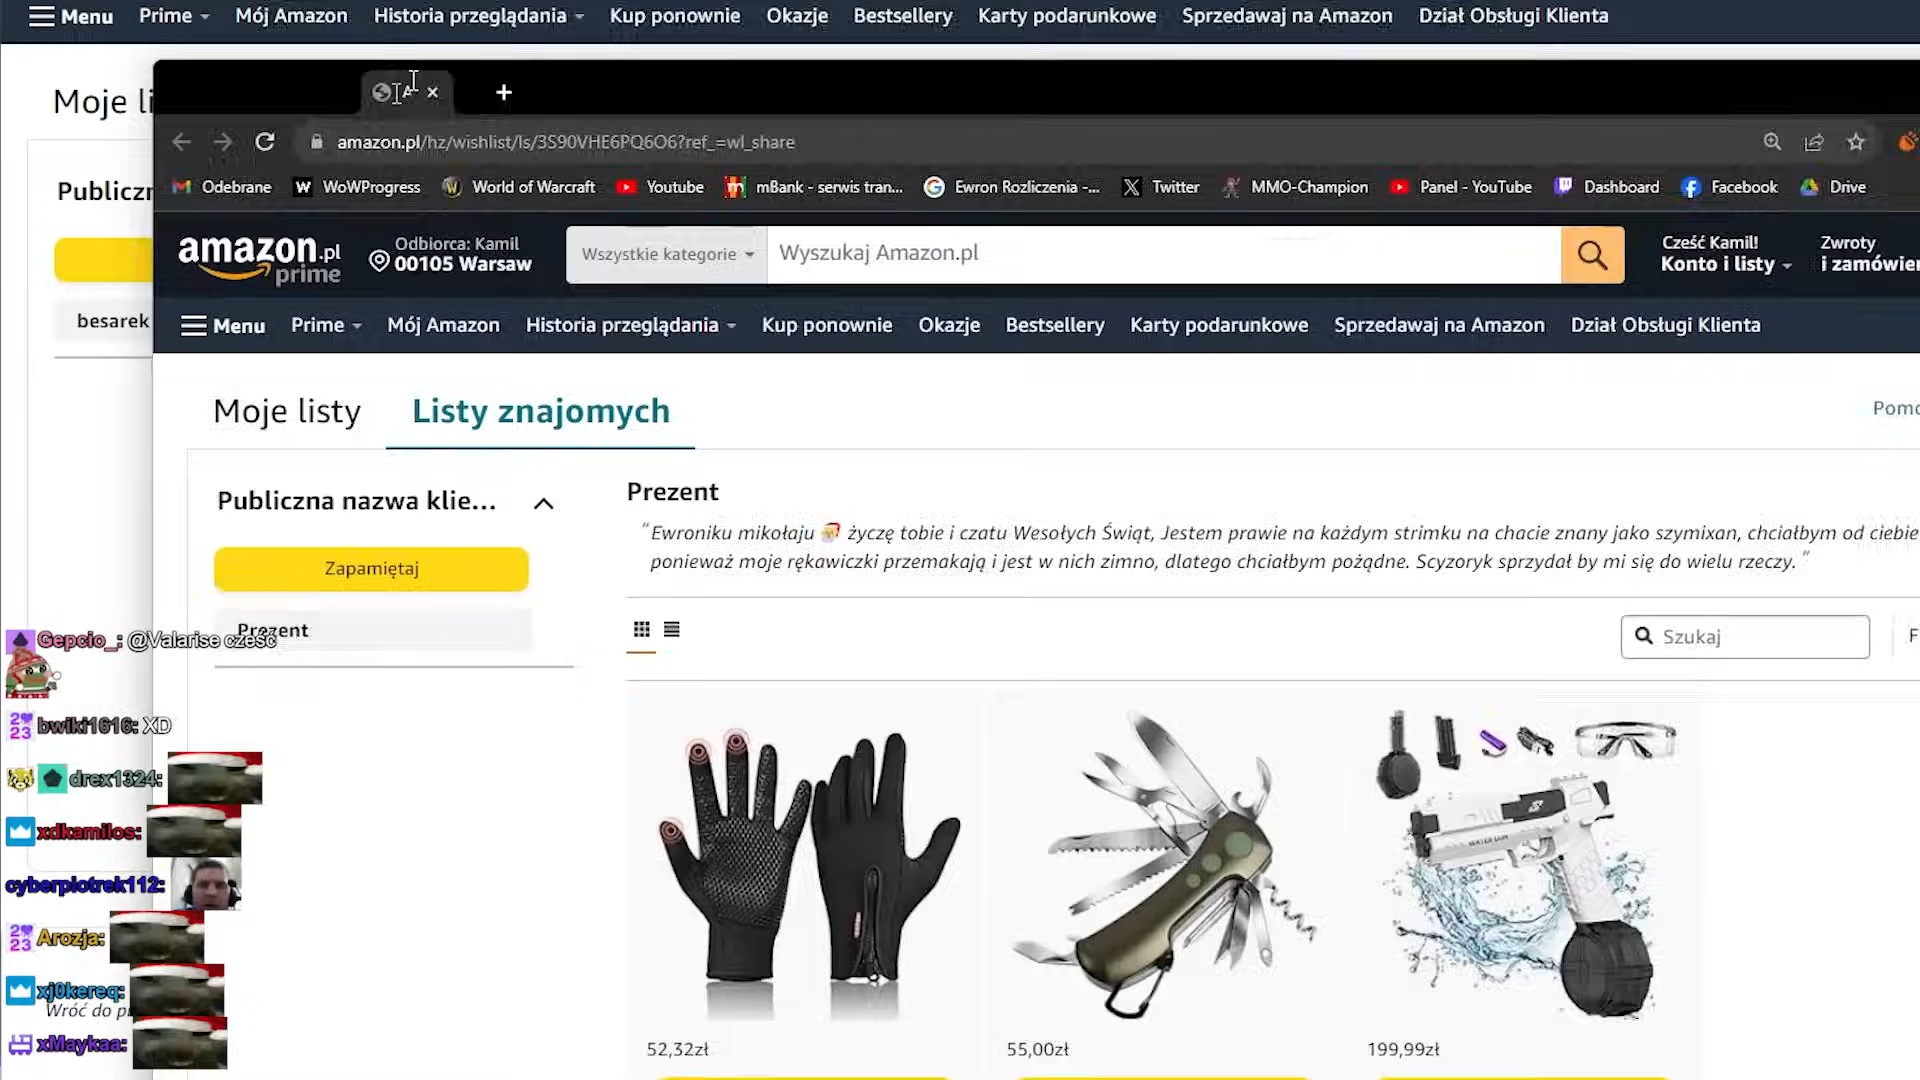 Menu Prime Mój Amazon Historia przeglądania Kup ponownie Okazje Bestsellery Karty podarunkowe Sprzedawaj na Amazon Dział Obsługi Klienta
Moje li
amazon.pl/hz/wishlist/ls/3S90VHE6PQ6O6?ref_=wl_share
Publiczn
Odebrane WoWProgress World of Warcraft Youtube mBank - serwis tran... Ewron Rozliczenia -... Twitter MMO-Champion Panel - YouTube Dashboard Facebook Drive
amazon.pl
prime
Odbiorca: Kamil
00105 Warsaw
Wszystkie kategorie
Wyszukaj Amazon.pl
Cześć Kamil!
Konto i listy
Zwroty
i zamówien
besarek
Menu Prime Mój Amazon Historia przeglądania Kup ponownie Okazje Bestsellery Karty podarunkowe Sprzedawaj na Amazon Dział Obsługi Klienta
Moje listy Listy znajomych
Pomo
Publiczna nazwa klie...
Zapamiętaj
Prezent
Prezent
"Ewroniku mikołaju 🎅 życzę tobie i czatu Wesołych Świąt, Jestem prawie na każdym strimku na chacie znany jako szymixan, chciałbym od ciebie
ponieważ moje rękawiczki przemakają i jest w nich zimno, dlatego chciałbym pożądne. Scyzoryk sprzydał by mi się do wielu rzeczy."
Szukaj
F
WATER GUN
52,32zł 55,00zł 199,99zł
Gepcio_: @Valarise cześć
bwiki1616: XD
drex1324:
xdkamilos:
cyberpiotrek112:
Arozja:
xj0kereq:
Wróć do p
xMaykaa: